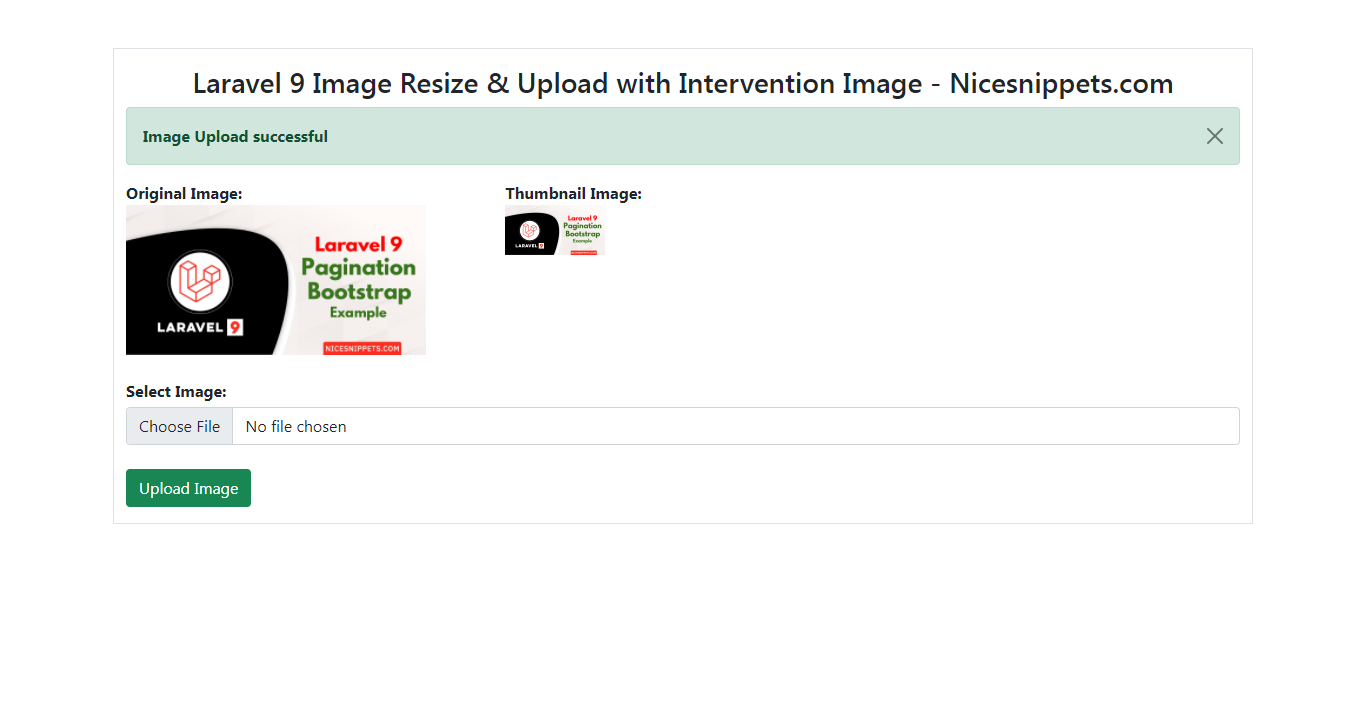 Laravel 9 Image Resize & Upload with Intervention Image - Nicesnippets.com
Image Upload successful
Original Image:
Thumbnail Image:
Laravel 9
Pagination
Bootstrap
Example
LARAVEL 9
NICESNIPPETS.COM
Laravel 9
Pagination
Bootstrap
Example
LARAVEL 9
Select Image:
Choose File No file chosen
Upload Image